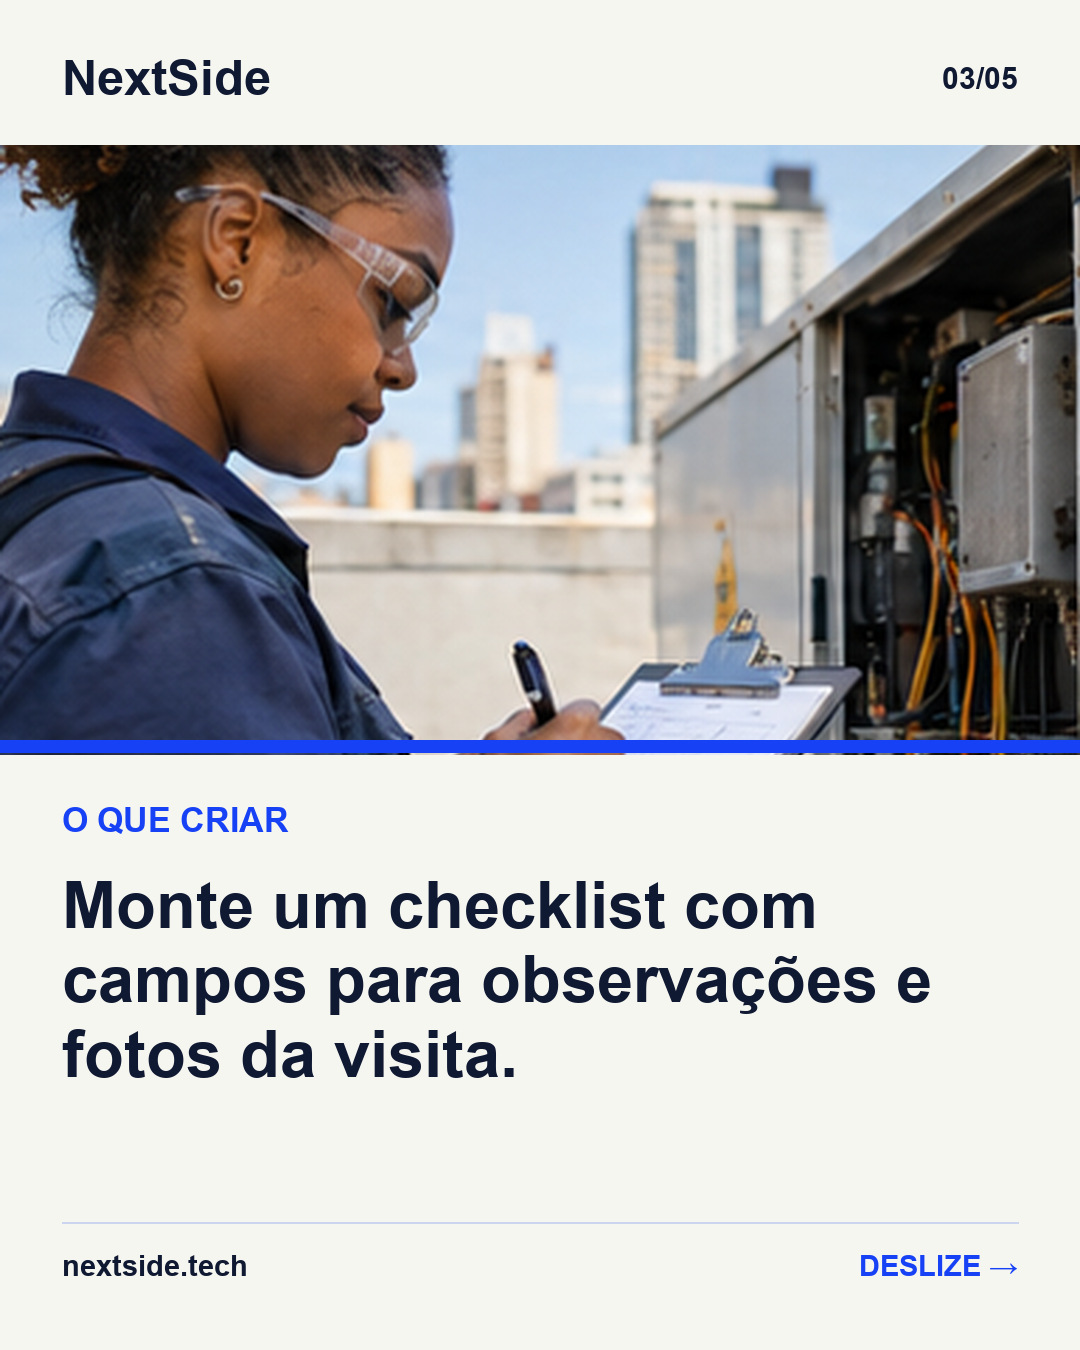 NextSide
03/05
O QUE CRIAR
Monte um checklist com
campos para observações e
fotos da visita.
nextside.tech
DESLIZE →